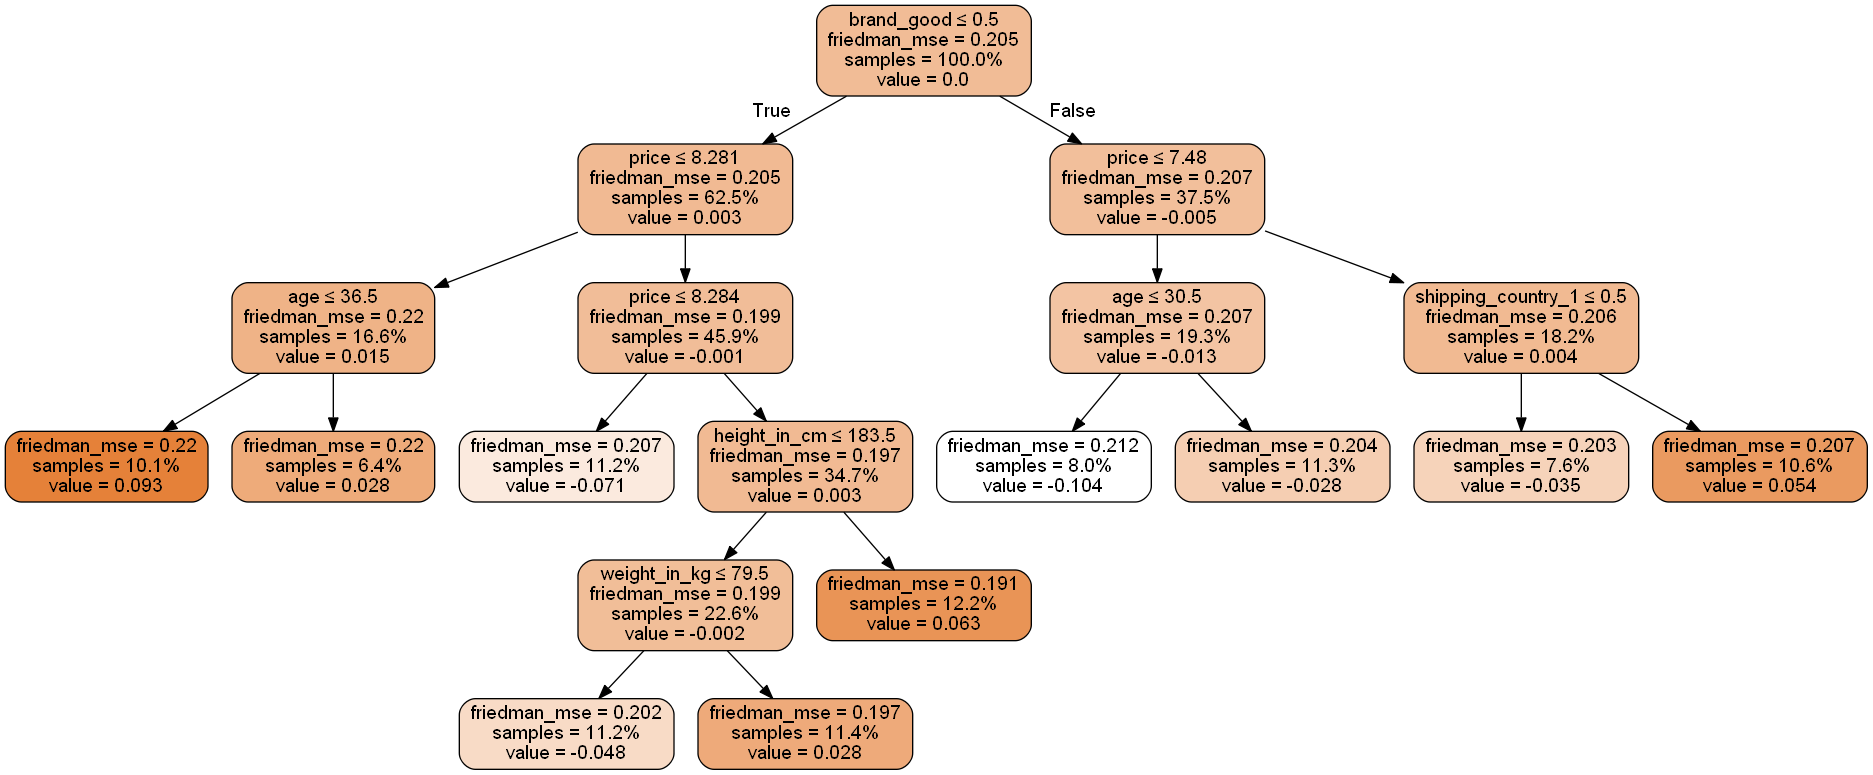 brand_good ≤ 0.5
friedman_mse = 0.205
samples = 100.0%
value = 0.0
True
False
price ≤ 8.281
friedman_mse = 0.205
samples = 62.5%
value = 0.003
price ≤ 7.48
friedman_mse = 0.207
samples = 37.5%
value = -0.005
age ≤ 36.5
friedman_mse = 0.22
samples = 16.6%
value = 0.015
price ≤ 8.284
friedman_mse = 0.199
samples = 45.9%
value = -0.001
age ≤ 30.5
friedman_mse = 0.207
samples = 19.3%
value = -0.013
shipping_country_1 ≤ 0.5
friedman_mse = 0.206
samples = 18.2%
value = 0.004
friedman_mse = 0.22
samples = 10.1%
value = 0.093
friedman_mse = 0.22
samples = 6.4%
value = 0.028
friedman_mse = 0.207
samples = 11.2%
value = -0.071
height_in_cm ≤ 183.5
friedman_mse = 0.197
samples = 34.7%
value = 0.003
friedman_mse = 0.212
samples = 8.0%
value = -0.104
friedman_mse = 0.204
samples = 11.3%
value = -0.028
friedman_mse = 0.203
samples = 7.6%
value = -0.035
friedman_mse = 0.207
samples = 10.6%
value = 0.054
weight_in_kg ≤ 79.5
friedman_mse = 0.199
samples = 22.6%
value = -0.002
friedman_mse = 0.191
samples = 12.2%
value = 0.063
friedman_mse = 0.202
samples = 11.2%
value = -0.048
friedman_mse = 0.197
samples = 11.4%
value = 0.028